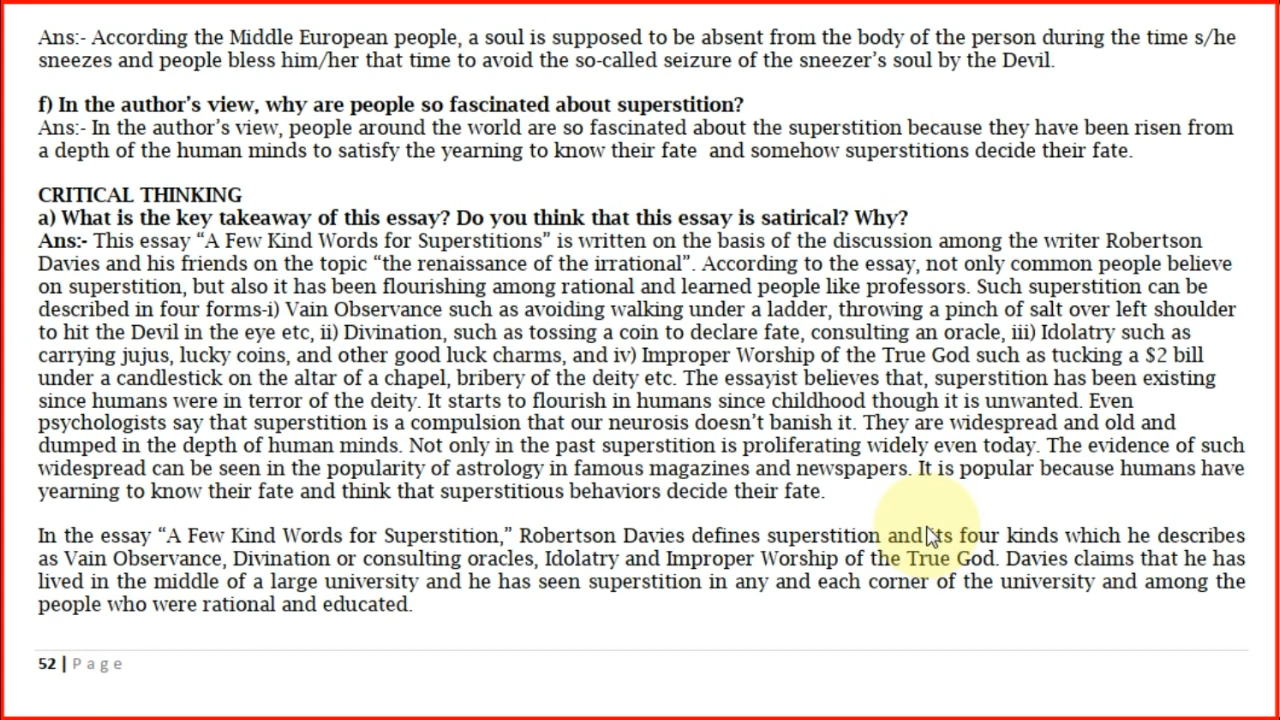 Ans:- According the Middle European people, a soul is supposed to be absent from the body of the person during the time s/he
sneezes and people bless him/her that time to avoid the so-called seizure of the sneezer’s soul by the Devil.
f) In the author’s view, why are people so fascinated about superstition?
Ans:- In the author’s view, people around the world are so fascinated about the superstition because they have been risen from
a depth of the human minds to satisfy the yearning to know their fate and somehow superstitions decide their fate.
CRITICAL THINKING
a) What is the key takeaway of this essay? Do you think that this essay is satirical? Why?
Ans:- This essay “A Few Kind Words for Superstitions” is written on the basis of the discussion among the writer Robertson
Davies and his friends on the topic “the renaissance of the irrational”. According to the essay, not only common people believe
on superstition, but also it has been flourishing among rational and learned people like professors. Such superstition can be
described in four forms-i) Vain Observance such as avoiding walking under a ladder, throwing a pinch of salt over left shoulder
to hit the Devil in the eye etc, ii) Divination, such as tossing a coin to declare fate, consulting an oracle, iii) Idolatry such as
carrying jujus, lucky coins, and other good luck charms, and iv) Improper Worship of the True God such as tucking a $2 bill
under a candlestick on the altar of a chapel, bribery of the deity etc. The essayist believes that, superstition has been existing
since humans were in terror of the deity. It starts to flourish in humans since childhood though it is unwanted. Even
psychologists say that superstition is a compulsion that our neurosis doesn’t banish it. They are widespread and old and
dumped in the depth of human minds. Not only in the past superstition is proliferating widely even today. The evidence of such
widespread can be seen in the popularity of astrology in famous magazines and newspapers. It is popular because humans have
yearning to know their fate and think that superstitious behaviors decide their fate.
In the essay “A Few Kind Words for Superstition,” Robertson Davies defines superstition and its four kinds which he describes
as Vain Observance, Divination or consulting oracles, Idolatry and Improper Worship of the True God. Davies claims that he has
lived in the middle of a large university and he has seen superstition in any and each corner of the university and among the
people who were rational and educated.
52 | Page